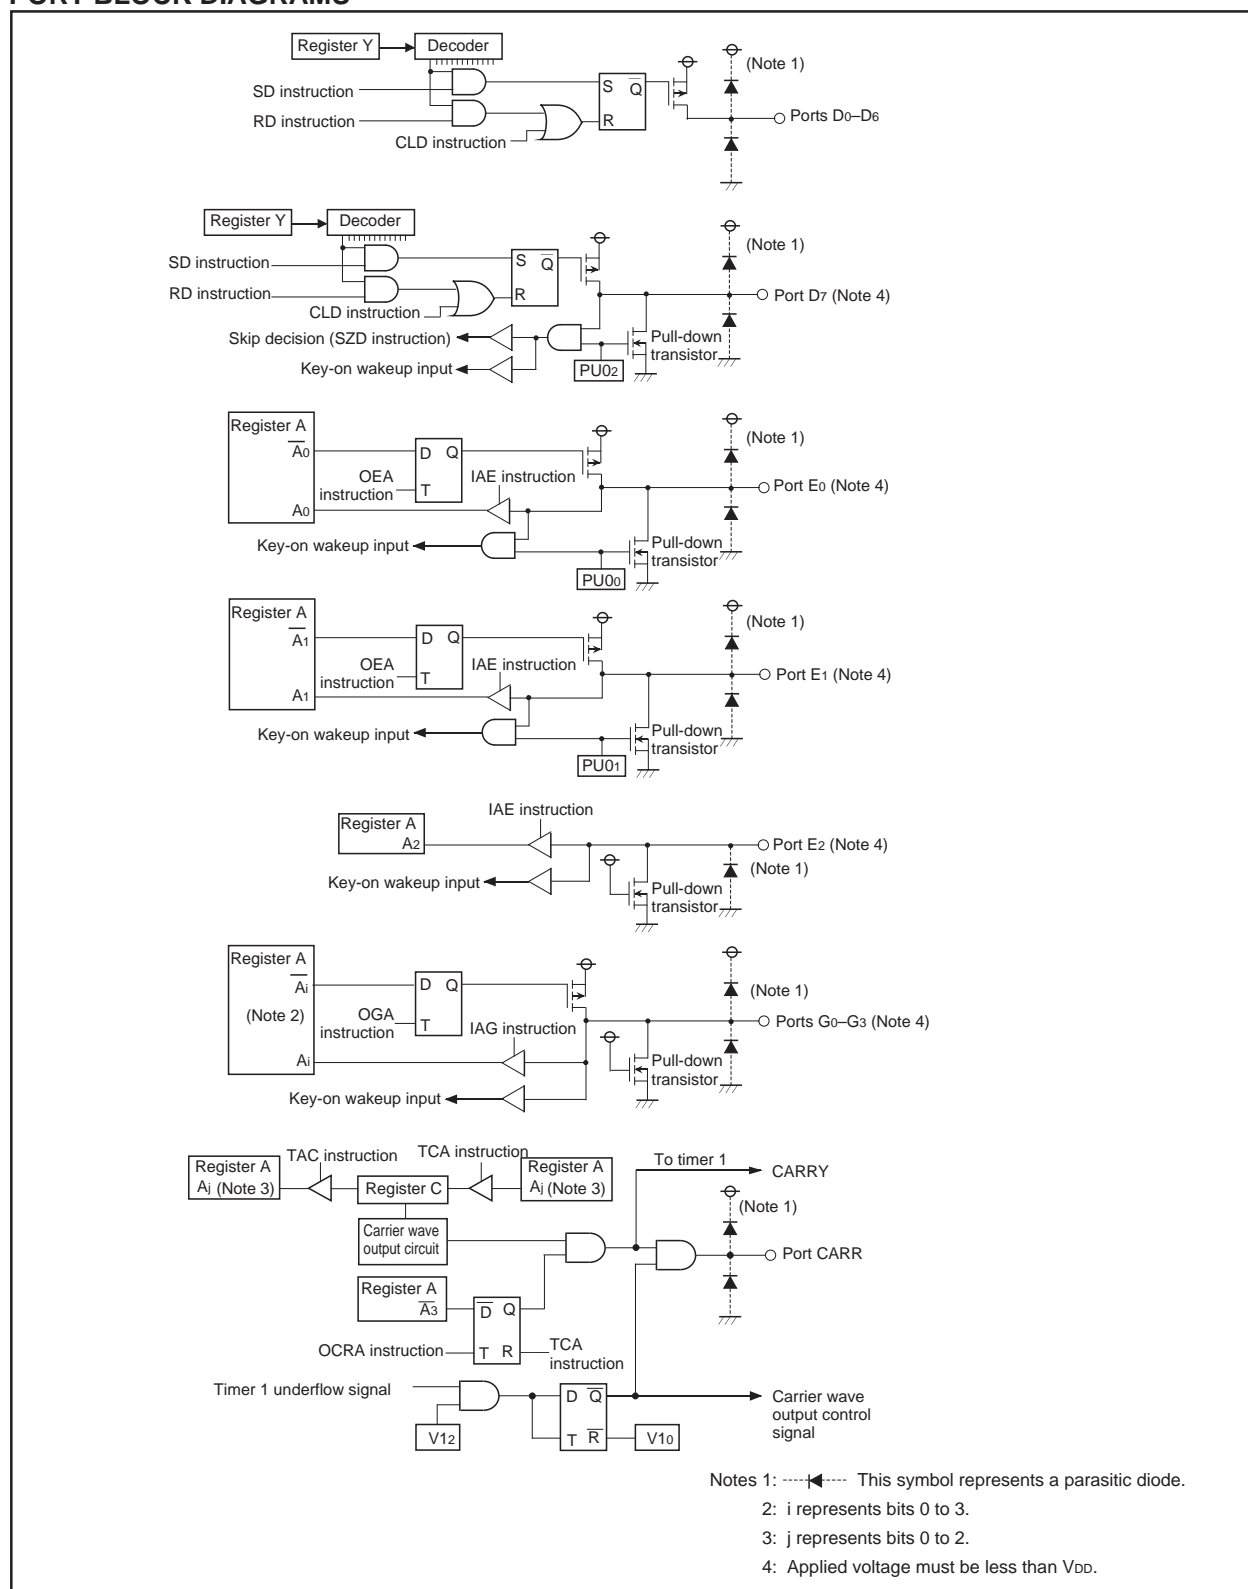 PORT BLOCK DIAGRAMS
Register Y
Decoder
(Note 1)
SD instruction
S Q̅
Ports D0–D6
RD instruction
R
CLD instruction
Register Y
Decoder
(Note 1)
SD instruction
S Q̅
RD instruction
R
Port D7 (Note 4)
CLD instruction
Skip decision (SZD instruction)
Pull-down
transistor
Key-on wakeup input
PU02
Register A
A̅0
D Q
(Note 1)
OEA
instruction
IAE instruction
T
Port E0 (Note 4)
A0
Key-on wakeup input
Pull-down
transistor
PU00
Register A
A̅1
D Q
(Note 1)
OEA
instruction
IAE instruction
T
Port E1 (Note 4)
A1
Key-on wakeup input
Pull-down
transistor
PU01
IAE instruction
Register A
A2
Port E2 (Note 4)
(Note 1)
Key-on wakeup input
Pull-down
transistor
Register A
A̅i
D Q
(Note 1)
(Note 2)
OGA
instruction
T
IAG instruction
Ports G0–G3 (Note 4)
Ai
Pull-down
transistor
Key-on wakeup input
TAC instruction
TCA instruction
To timer 1
CARRY
Register A
Aj (Note 3)
Register C
Register A
Aj (Note 3)
(Note 1)
Carrier wave
output circuit
Port CARR
Register A
A̅3
D̅ Q
OCRA instruction
T R
TCA
instruction
Timer 1 underflow signal
D Q̅
Carrier wave
output control
signal
V12
T R̅
V10
Notes 1: This symbol represents a parasitic diode.
2: i represents bits 0 to 3.
3: j represents bits 0 to 2.
4: Applied voltage must be less than VDD.